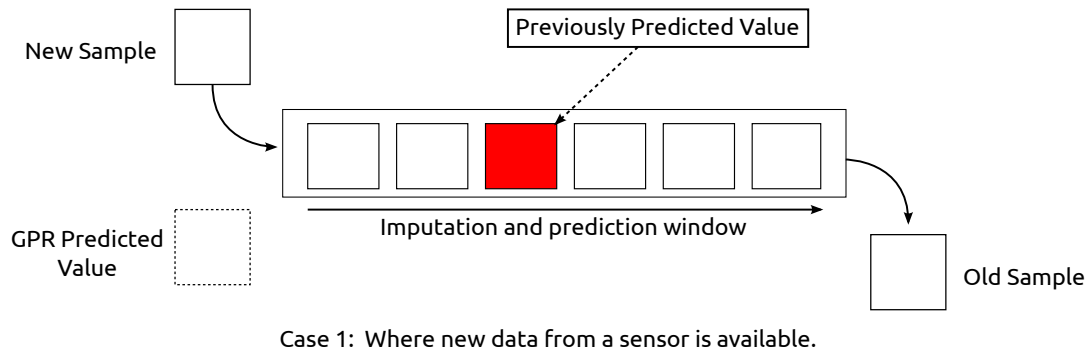 Previously Predicted Value
New Sample
Imputation and prediction window
GPR Predicted
Value
Old Sample
Case 1: Where new data from a sensor is available.